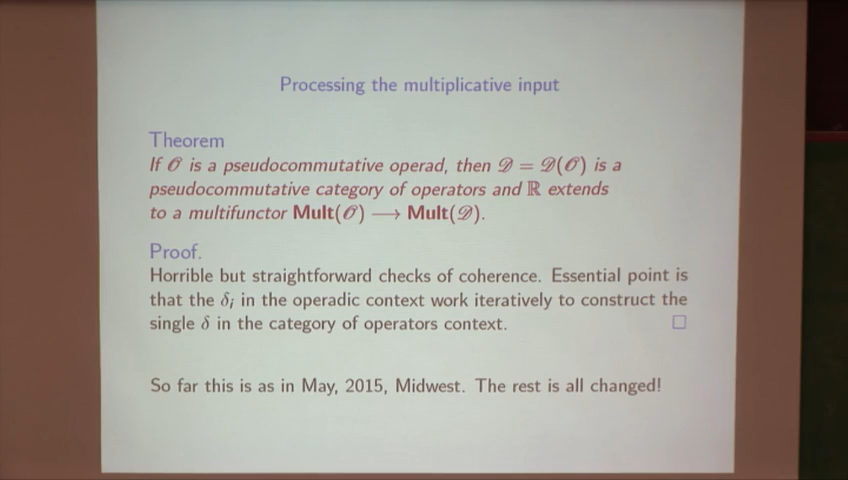 Processing the multiplicative input
Theorem
If 𝒪 is a pseudocommutative operad, then 𝒟 = 𝒟(𝒪) is a
pseudocommutative category of operators and ℝ extends
to a multifunctor Mult(𝒪) ⟶ Mult(𝒟).
Proof.
Horrible but straightforward checks of coherence. Essential point is
that the δᵢ in the operadic context work iteratively to construct the
single δ in the category of operators context. □
So far this is as in May, 2015, Midwest. The rest is all changed!